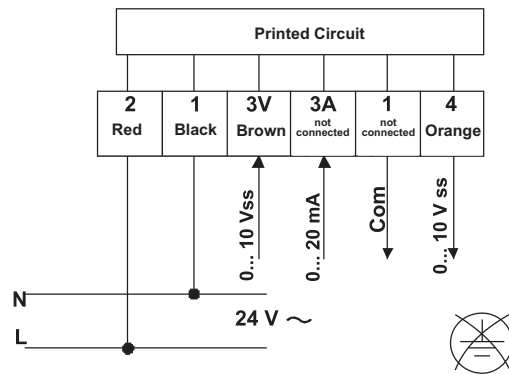 Printed Circuit
2 1 3V 3A 1 4
Red Black Brown not connected not connected Orange
0... 10 Vss
0... 20 mA
Com
0... 10 V ss
N
24 V ~
L